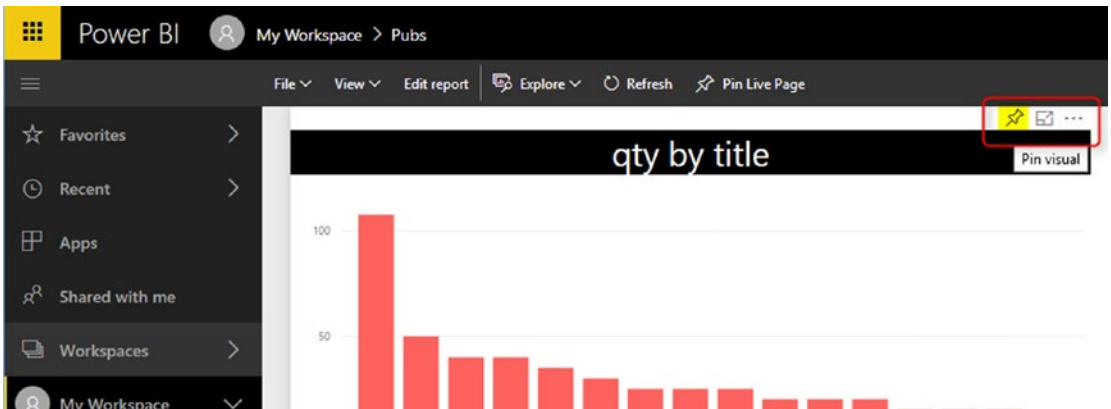 Power BI My Workspace > Pubs
File View Edit report Explore Refresh Pin Live Page
Favorites
Recent
Apps
Shared with me
Workspaces
My Workspace
qty by title
Pin visual
100
50